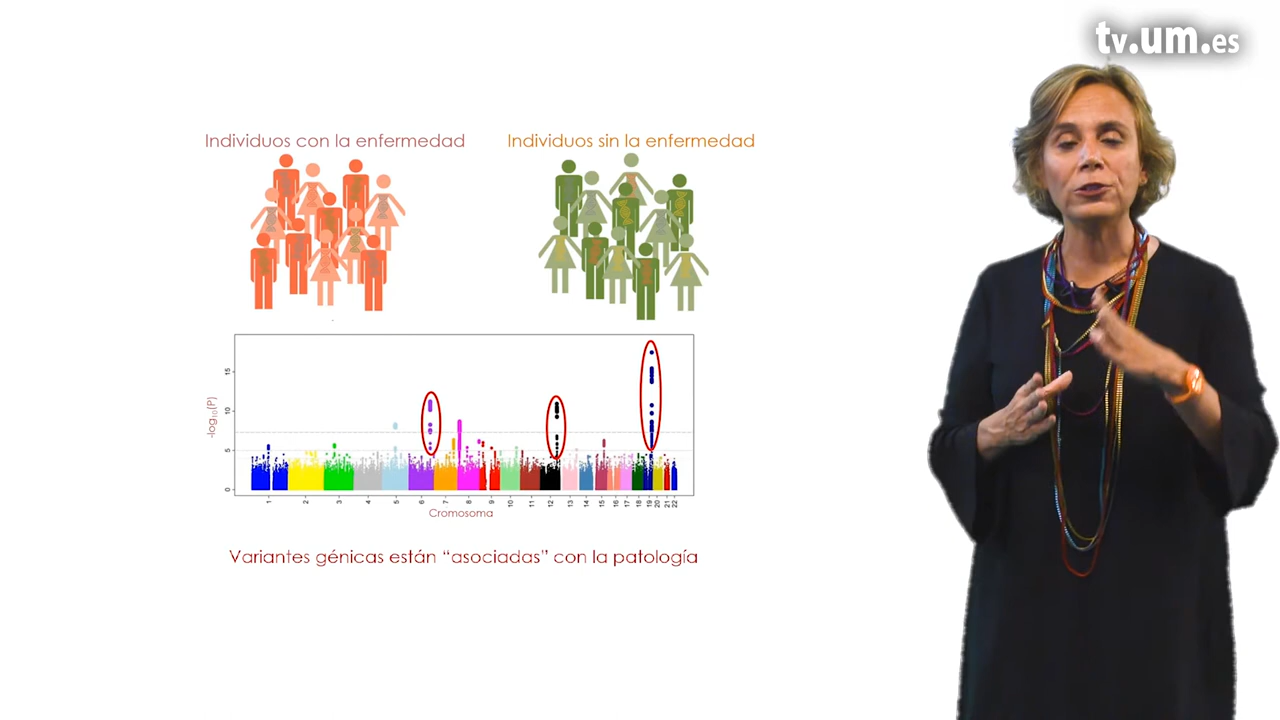 tv.um.es
Individuos con la enfermedad Individuos sin la enfermedad
-log10(P)
15
10
5
0
1 2 3 4 5 6 7 8 9 10 11 12 13 14 15 16 17 18 19 20 21 22
Cromosoma
Variantes génicas están “asociadas” con la patología